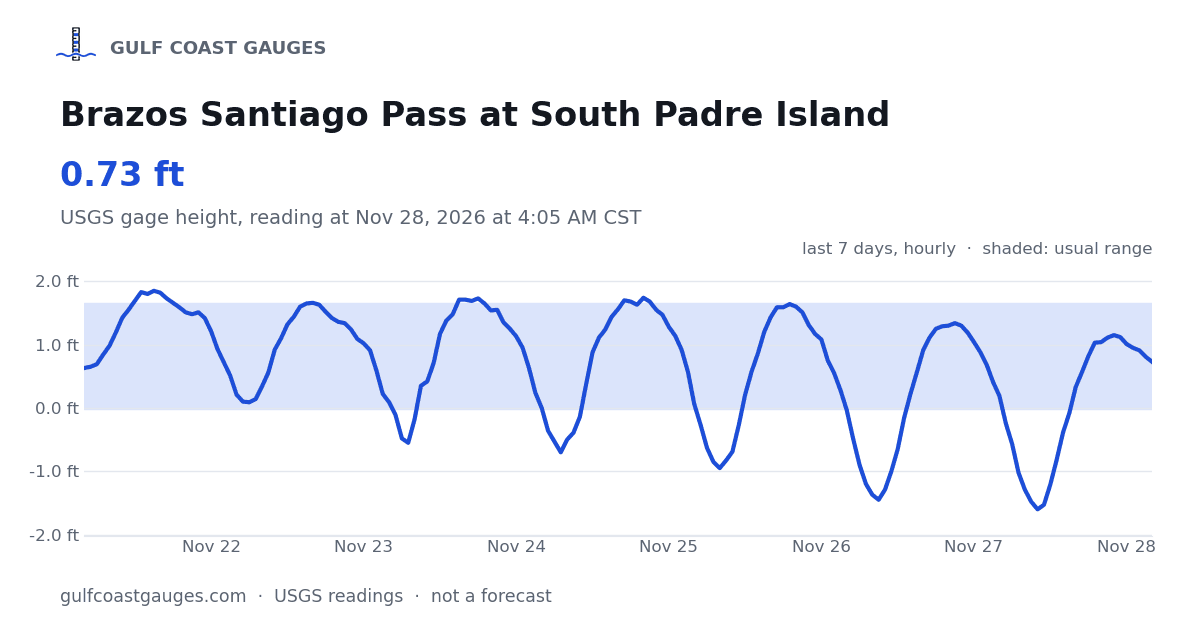 GULF COAST GAUGES
Brazos Santiago Pass at South Padre Island
0.73 ft
USGS gage height, reading at Nov 28, 2026 at 4:05 AM CST
last 7 days, hourly · shaded: usual range
2.0 ft
1.0 ft
0.0 ft
-1.0 ft
-2.0 ft
Nov 22 Nov 23 Nov 24 Nov 25 Nov 26 Nov 27 Nov 28
gulfcoastgauges.com · USGS readings · not a forecast